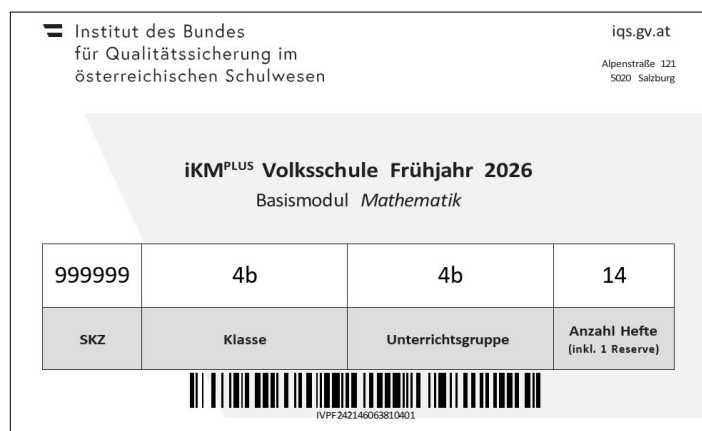 Institut des Bundes
für Qualitätssicherung im
österreichischen Schulwesen
iqs.gv.at
Alpenstraße 121
5020 Salzburg
iKMPLUS Volksschule Frühjahr 2026
Basismodul Mathematik
999999 4b 4b 14
SKZ Klasse Unterrichtsgruppe Anzahl Hefte
(inkl. 1 Reserve)
IVPF242146063810401